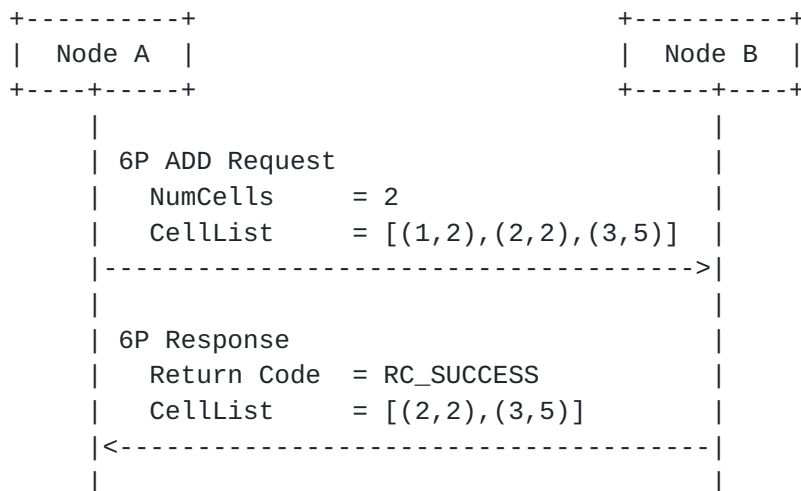 +----------+                           +----------+
|  Node A  |                           |  Node B  |
+----+-----+                           +-----+----+
     |                                       |
     | 6P ADD Request                        |
     |   NumCells     = 2                    |
     |   CellList     = [(1,2),(2,2),(3,5)]  |
     |-------------------------------------->|
     |                                       |
     | 6P Response                           |
     |   Return Code  = RC_SUCCESS           |
     |   CellList     = [(2,2),(3,5)]        |
     |<--------------------------------------|
     |                                       |